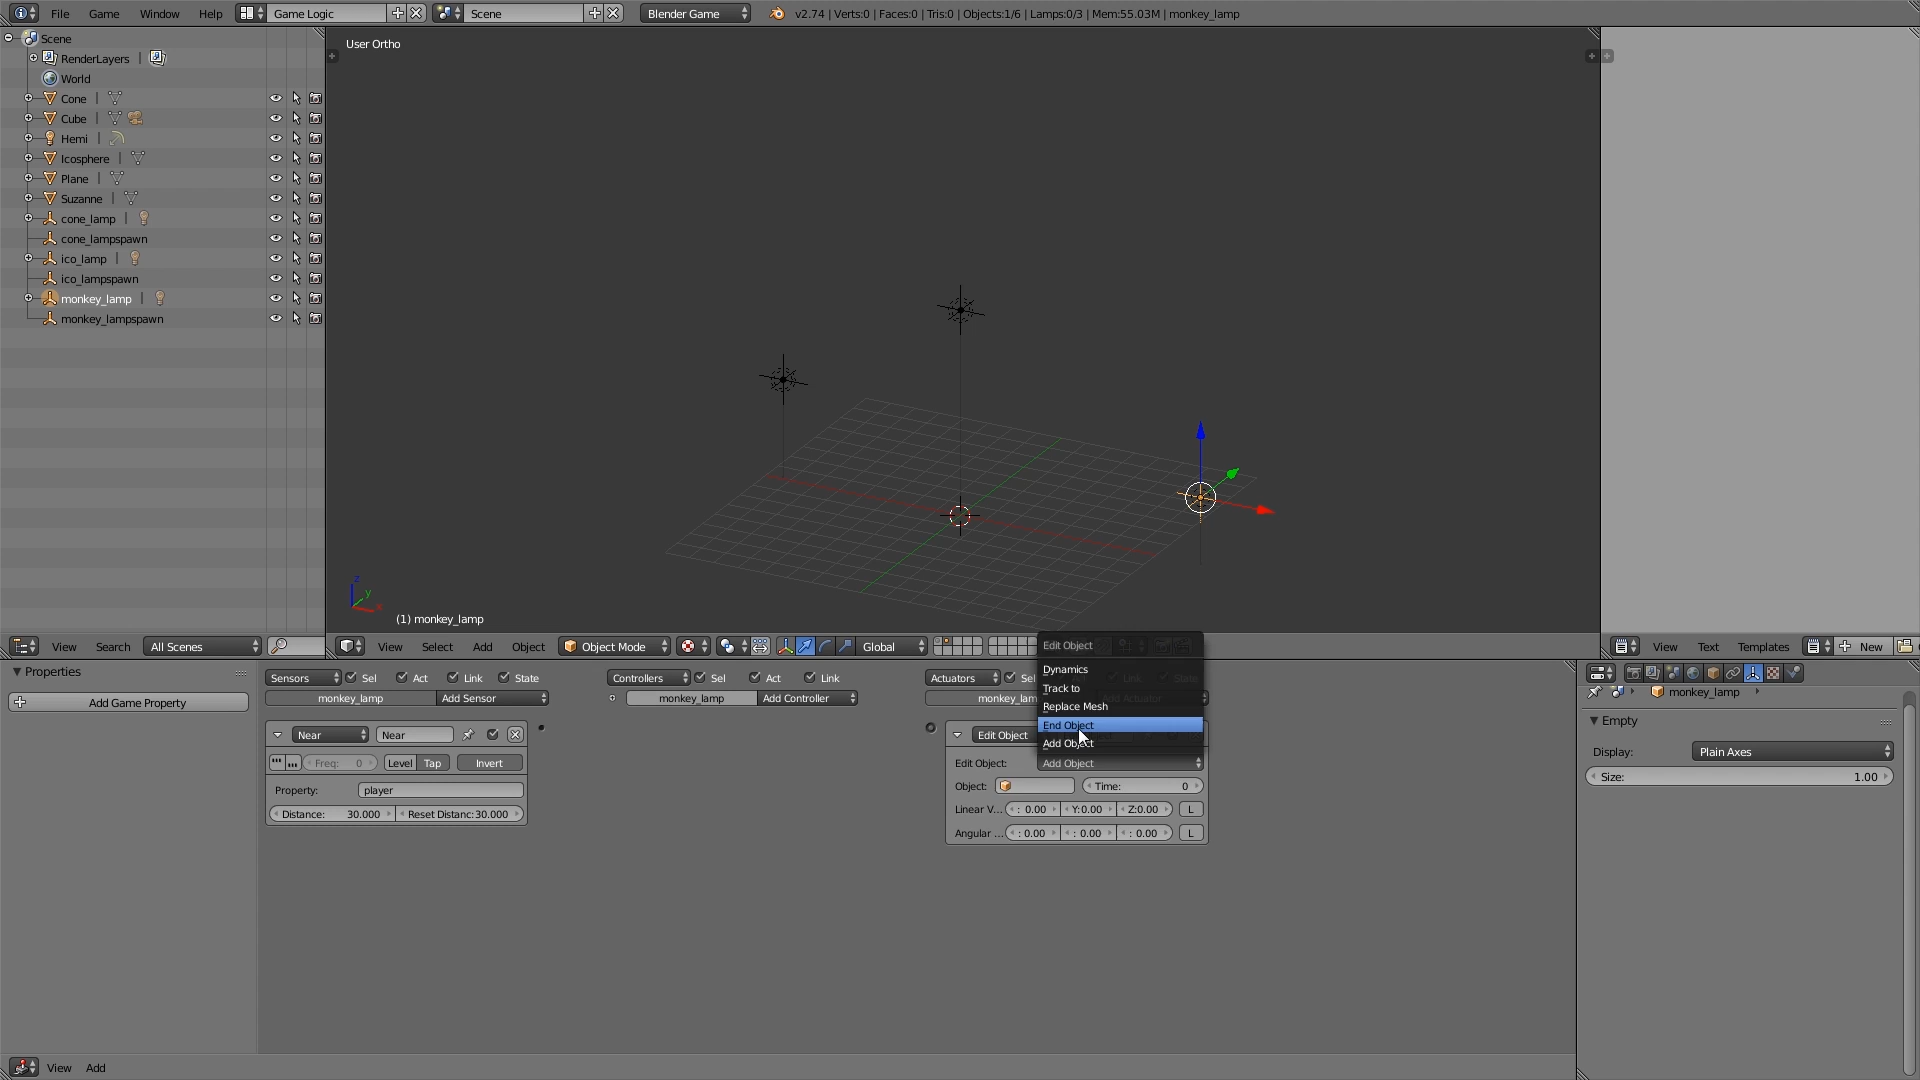 File Game Window Help Game Logic Scene Blender Game v2.74 | Verts:0 | Faces:0 | Tris:0 | Objects:1/6 | Lamps:0/3 | Mem:55.03M | monkey_lamp
Scene
RenderLayers
World
Cone
Cube
Hemi
Icosphere
Plane
Suzanne
cone_lamp
cone_lampspawn
ico_lamp
ico_lampspawn
monkey_lamp
monkey_lampspawn
View Search All Scenes
User Ortho
z
y
x
(1) monkey_lamp
View Select Add Object Object Mode Global
View Text Templates New
Properties
Add Game Property
Sensors Sel Act Link State
monkey_lamp Add Sensor
Near Near
Freq: 0 Level Tap Invert
Property: player
Distance: 30.000 Reset Distanc:30.000
Controllers Sel Act Link
monkey_lamp Add Controller
Actuators Sel Link State
monkey_lam Add Actuator
Edit Object
Edit Object
Dynamics
Track to
Replace Mesh
End Object
Add Object
Edit Object: Add Object
Object: Time: 0
Linear V... : 0.00 Y:0.00 Z:0.00 L
Angular ... : 0.00 : 0.00 : 0.00 L
monkey_lamp
Empty
Display: Plain Axes
Size: 1.00
View Add